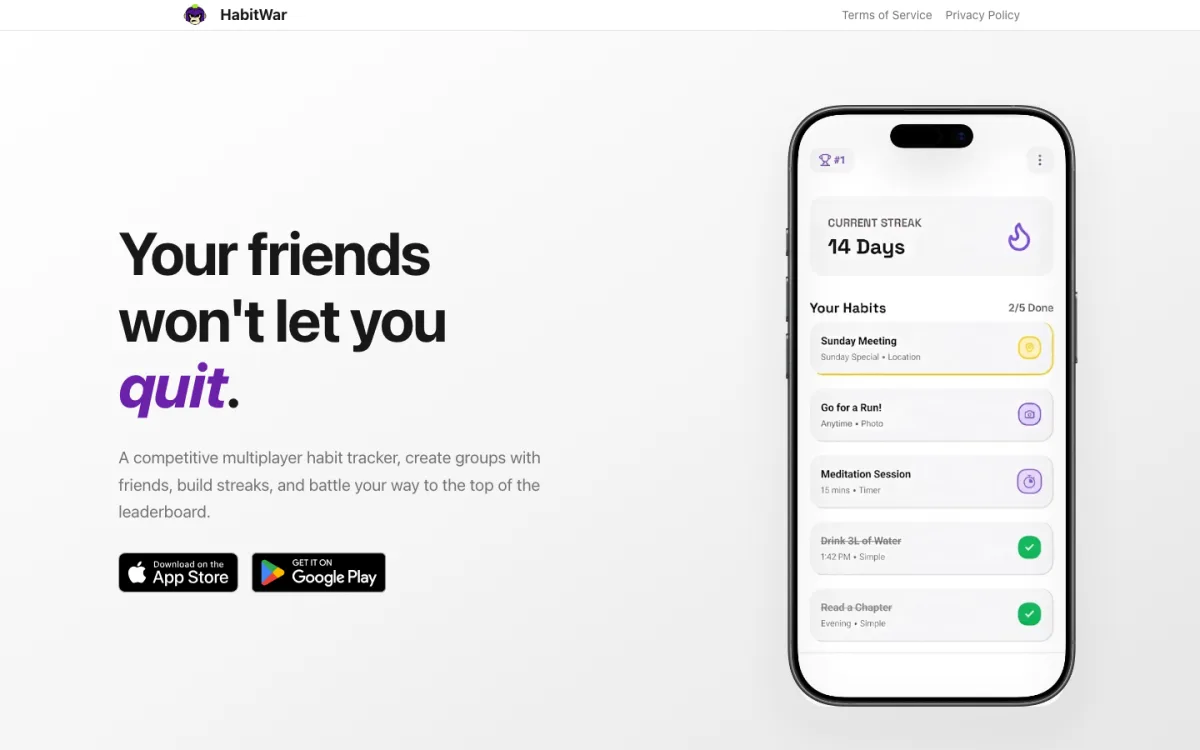 HabitWar
Terms of Service
Privacy Policy
Your friends
won't let you
quit.
A competitive multiplayer habit tracker, create groups with
friends, build streaks, and battle your way to the top of the
leaderboard.
Download on the
App Store
GET IT ON
Google Play
#1
CURRENT STREAK
14 Days
Your Habits
2/5 Done
Sunday Meeting
Sunday Special • Location
Go for a Run!
Anytime • Photo
Meditation Session
15 mins • Timer
Drink 3L of Water
1:42 PM • Simple
Read a Chapter
Evening • Simple